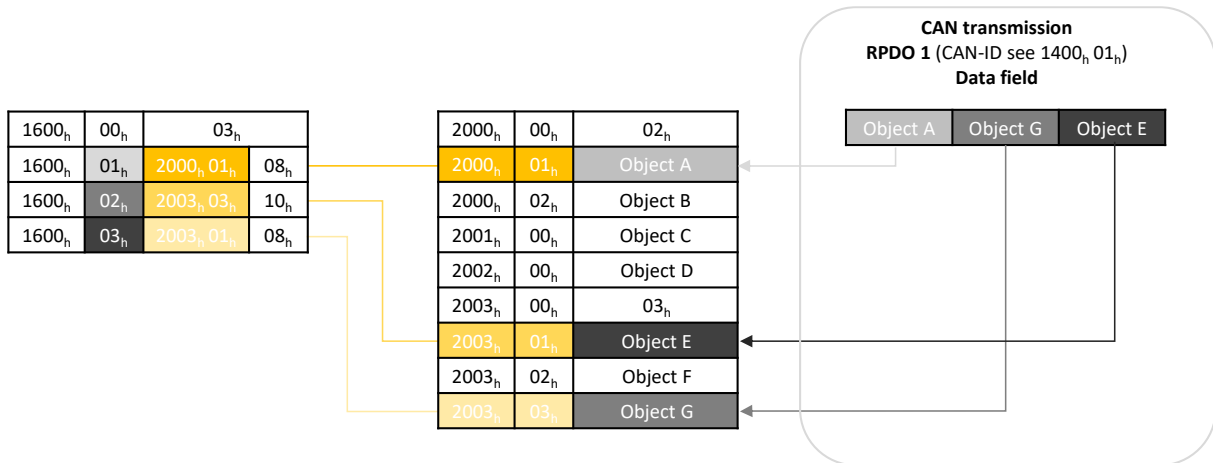 CAN transmission
RPDO 1 (CAN-ID see 1400h 01h)
Data field
Object A Object G Object E
1600h 00h 03h
1600h 01h 2000h 01h 08h
1600h 02h 2003h 03h 10h
1600h 03h 2003h 01h 08h
2000h 00h 02h
2000h 01h Object A
2000h 02h Object B
2001h 00h Object C
2002h 00h Object D
2003h 00h 03h
2003h 01h Object E
2003h 02h Object F
2003h 03h Object G